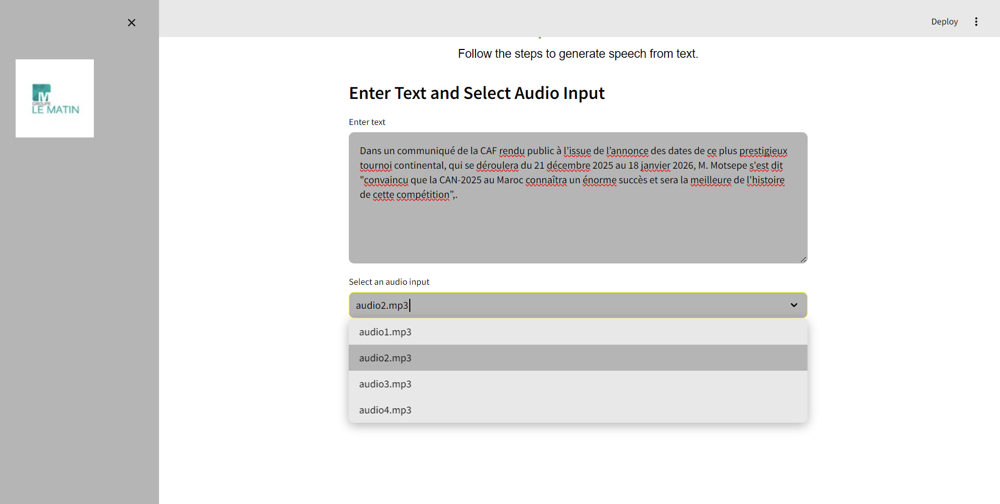 Deploy
M
GROUPE
LE MATIN
Follow the steps to generate speech from text.
Enter Text and Select Audio Input
Enter text
Dans un communiqué de la CAF rendu public à l’issue de l’annonce des dates de ce plus prestigieux
tournoi continental, qui se déroulera du 21 décembre 2025 au 18 janvier 2026, M. Motsepe s'est dit
"convaincu que la CAN-2025 au Maroc connaîtra un énorme succès et sera la meilleure de l'histoire
de cette compétition”,.
Select an audio input
audio2.mp3
audio1.mp3
audio2.mp3
audio3.mp3
audio4.mp3